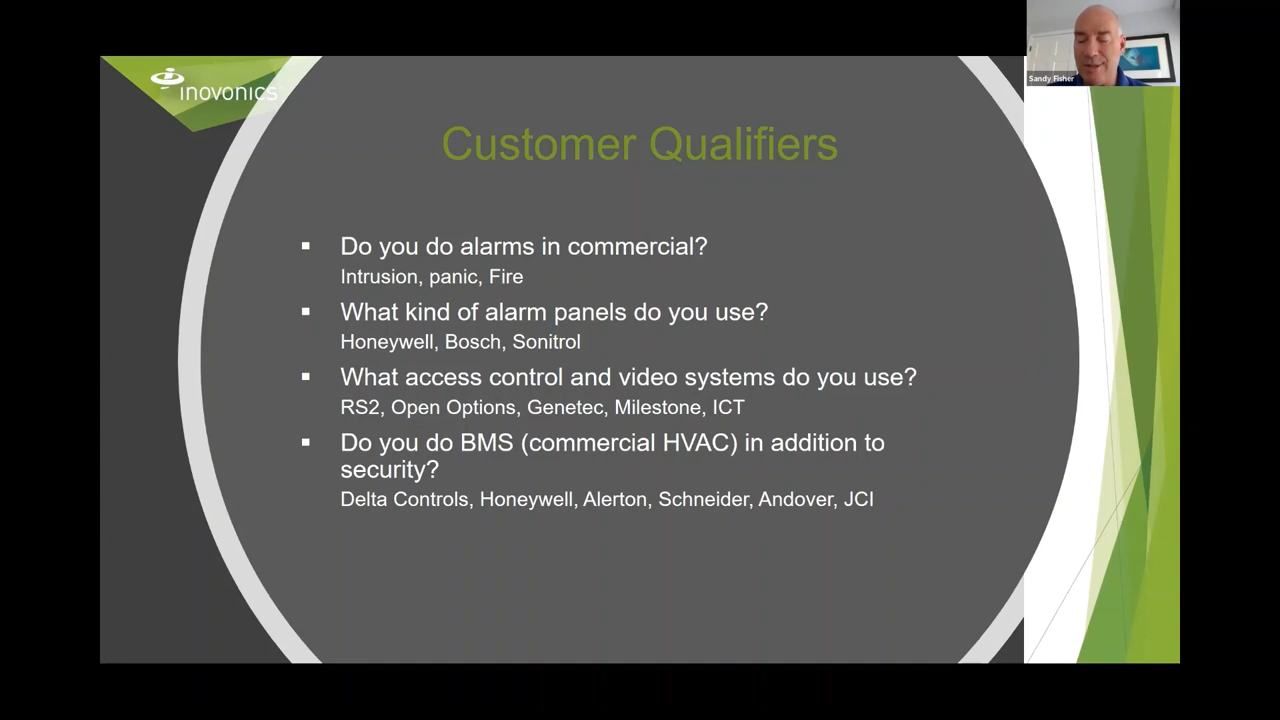 inovonics
Sandy Fisher
Customer Qualifiers
Do you do alarms in commercial?
Intrusion, panic, Fire
What kind of alarm panels do you use?
Honeywell, Bosch, Sonitrol
What access control and video systems do you use?
RS2, Open Options, Genetec, Milestone, ICT
Do you do BMS (commercial HVAC) in addition to
security?
Delta Controls, Honeywell, Alerton, Schneider, Andover, JCI